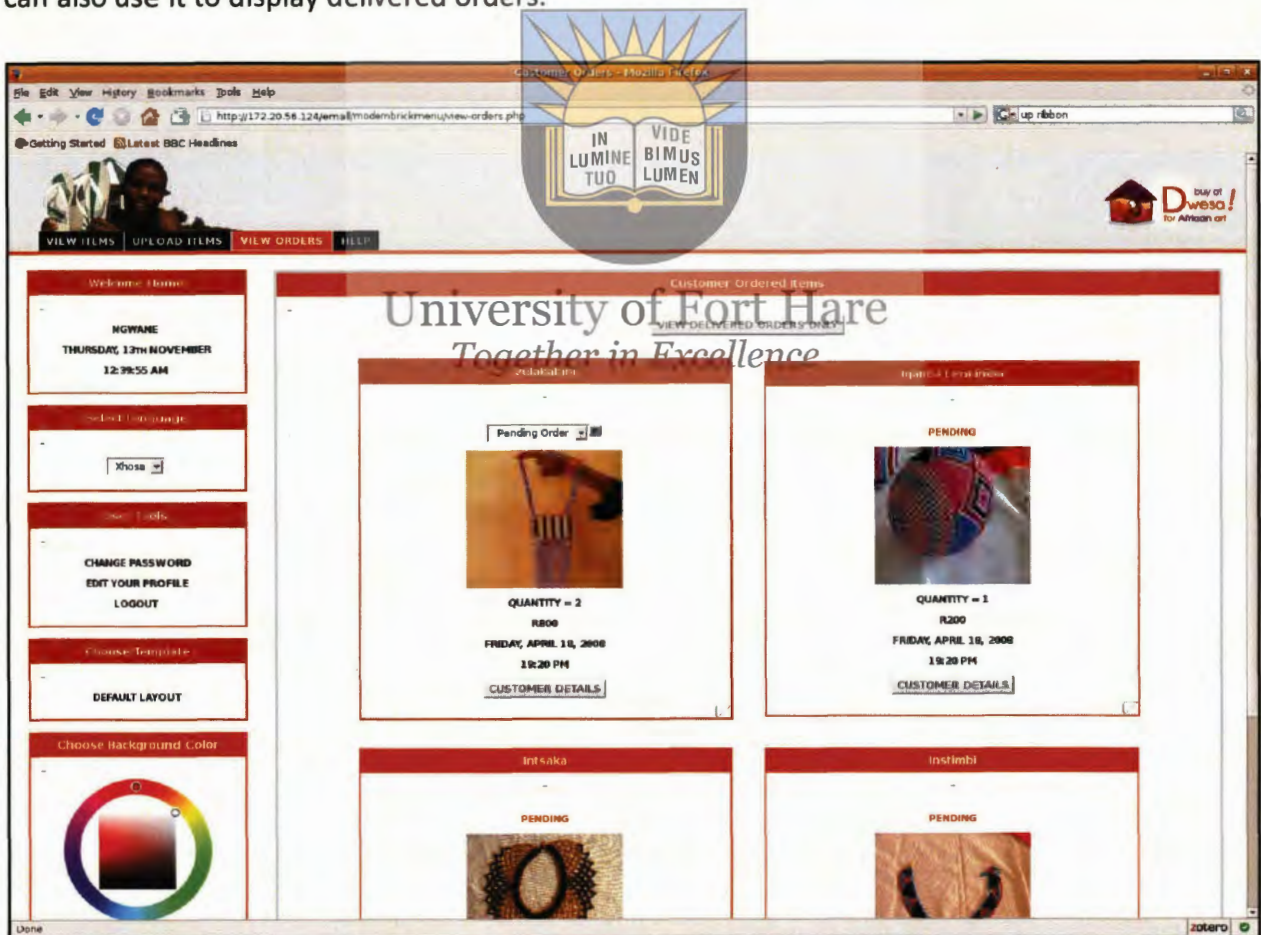 can also use it to display delivered orders.
Customer Orders - Mozilla Firefox
File Edit View History Bookmarks Tools Help
http://172.20.56.124/email/modembrickmenu/view-orders.php
up ribbon
Getting Started Latest BBC Headlines
IN LUMINE TUO
VIDE BIMUS LUMEN
buy at
Dwesa!
for African art
VIEW ITEMS UPLOAD ITEMS VIEW ORDERS HELP
Welcome Home
NGWANE
THURSDAY, 13TH NOVEMBER
12:39:55 AM
Select Language
Xhosa
User Tools
CHANGE PASSWORD
EDIT YOUR PROFILE
LOGOUT
Choose Template
DEFAULT LAYOUT
Choose Background Color
Customer Ordered Items
University of Fort Hare
VIEW DELIVERED ORDERS ONLY
Together in Excellence
Pending Order
QUANTITY = 2
R800
FRIDAY, APRIL 18, 2008
19:20 PM
CUSTOMER DETAILS
PENDING
QUANTITY = 1
R200
FRIDAY, APRIL 18, 2008
19:20 PM
CUSTOMER DETAILS
Intsaka
PENDING
Instimbi
PENDING
Done
zotero